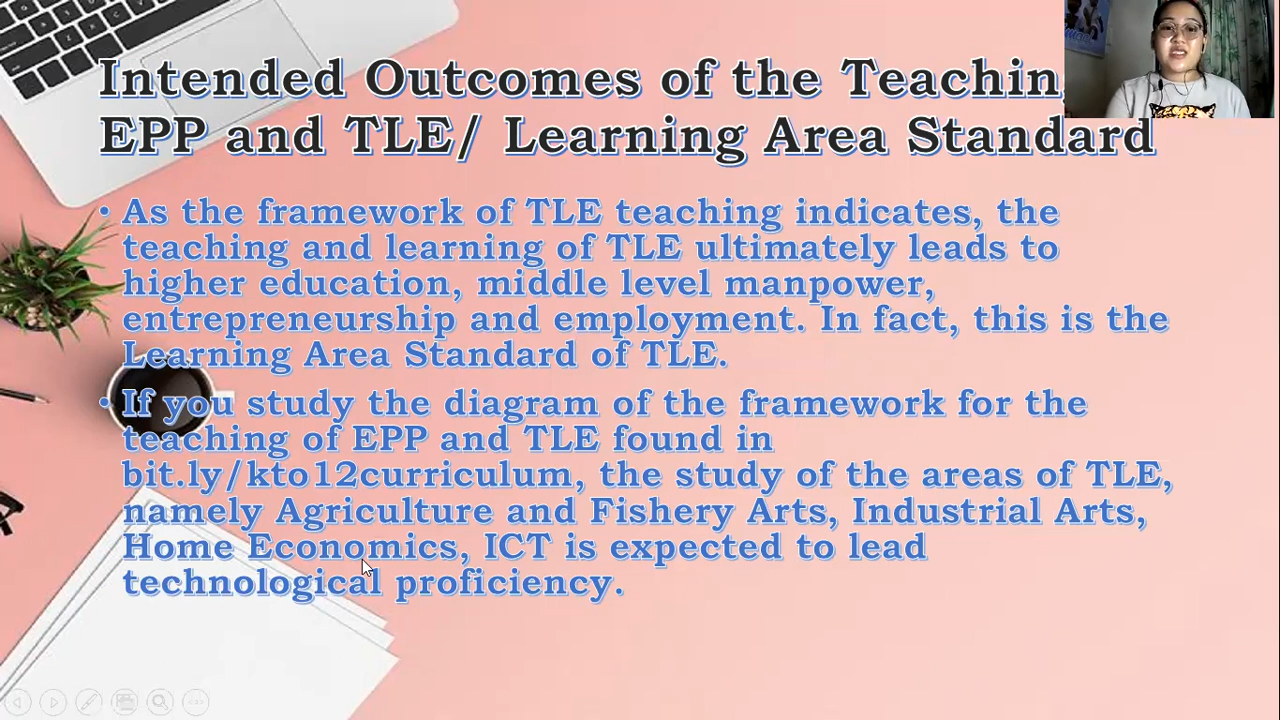 Intended Outcomes of the Teachin
EPP and TLE/ Learning Area Standard
• As the framework of TLE teaching indicates, the
teaching and learning of TLE ultimately leads to
higher education, middle level manpower,
entrepreneurship and employment. In fact, this is the
Learning Area Standard of TLE.
• If you study the diagram of the framework for the
teaching of EPP and TLE found in
bit.ly/kto12curriculum, the study of the areas of TLE,
namely Agriculture and Fishery Arts, Industrial Arts,
Home Economics, ICT is expected to lead
technological proficiency.